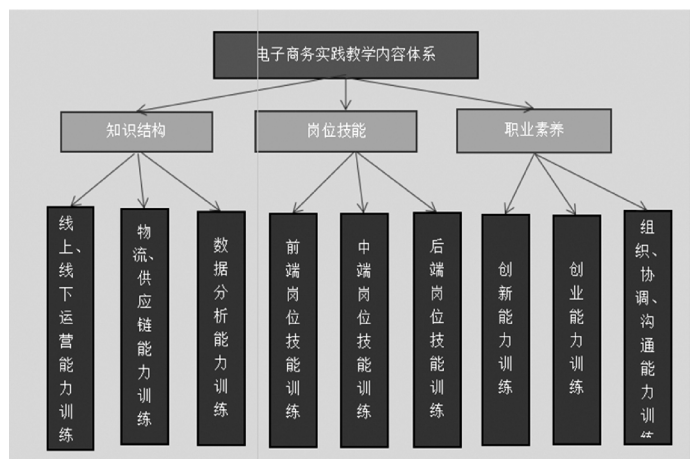 电子商务实践教学内容体系
知识结构
岗位技能
职业素养
线上、线下运营能力训练
物流、供应链能力训练
数据分析能力训练
前端岗位技能训练
中端岗位技能训练
后端岗位技能训练
创新能力训练
创业能力训练
组织、协调、沟通能力训练